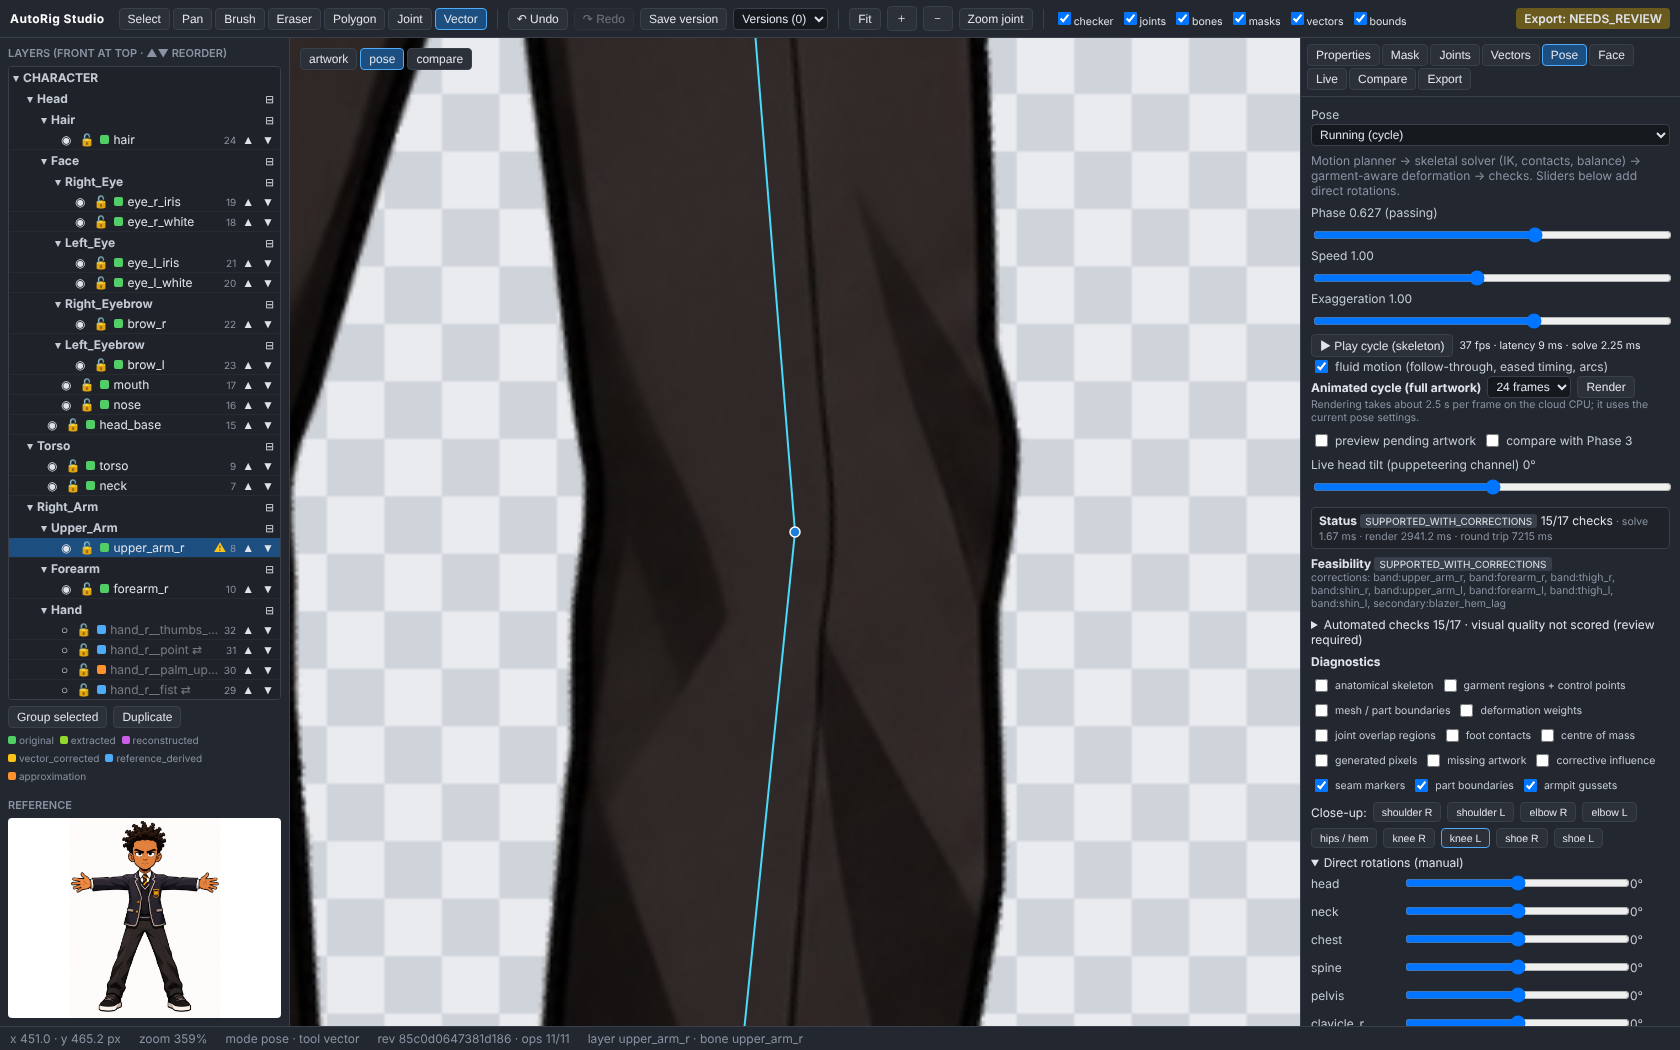 AutoRig Studio Select Pan Brush Eraser Polygon Joint Vector ↶ Undo ↷ Redo Save version Versions (0) Fit + − Zoom joint checker joints bones masks vectors bounds Export: NEEDS_REVIEW
LAYERS (FRONT AT TOP · ▲▼ REORDER)
▾ CHARACTER
▾ Head
▾ Hair
hair 24 ▲ ▼
▾ Face
▾ Right_Eye
eye_r_iris 19 ▲ ▼
eye_r_white 18 ▲ ▼
▾ Left_Eye
eye_l_iris 21 ▲ ▼
eye_l_white 20 ▲ ▼
▾ Right_Eyebrow
brow_r 22 ▲ ▼
▾ Left_Eyebrow
brow_l 23 ▲ ▼
mouth 17 ▲ ▼
nose 16 ▲ ▼
head_base 15 ▲ ▼
▾ Torso
torso 9 ▲ ▼
neck 7 ▲ ▼
▾ Right_Arm
▾ Upper_Arm
upper_arm_r ⚠ 8 ▲ ▼
▾ Forearm
forearm_r 10 ▲ ▼
▾ Hand
hand_r__thumbs_... 32 ▲ ▼
hand_r__point ⇄ 31 ▲ ▼
hand_r__palm_up... 30 ▲ ▼
hand_r__fist ⇄ 29 ▲ ▼
Group selected Duplicate
original extracted reconstructed
vector_corrected reference_derived
approximation
REFERENCE
artwork pose compare
Properties Mask Joints Vectors Pose Face
Live Compare Export
Pose
Running (cycle)
Motion planner → skeletal solver (IK, contacts, balance) →
garment-aware deformation → checks. Sliders below add
direct rotations.
Phase 0.627 (passing)
Speed 1.00
Exaggeration 1.00
▶ Play cycle (skeleton) 37 fps · latency 9 ms · solve 2.25 ms
fluid motion (follow-through, eased timing, arcs)
Animated cycle (full artwork) 24 frames Render
Rendering takes about 2.5 s per frame on the cloud CPU; it uses the
current pose settings.
preview pending artwork compare with Phase 3
Live head tilt (puppeteering channel) 0°
Status SUPPORTED_WITH_CORRECTIONS 15/17 checks · solve
1.67 ms · render 2941.2 ms · round trip 7215 ms
Feasibility SUPPORTED_WITH_CORRECTIONS
corrections: band:upper_arm_r, band:forearm_r, band:thigh_r,
band:shin_r, band:upper_arm_l, band:forearm_l, band:thigh_l,
band:shin_l, secondary:blazer_hem_lag
▶ Automated checks 15/17 · visual quality not scored (review
required)
Diagnostics
anatomical skeleton garment regions + control points
mesh / part boundaries deformation weights
joint overlap regions foot contacts centre of mass
generated pixels missing artwork corrective influence
seam markers part boundaries armpit gussets
Close-up: shoulder R shoulder L elbow R elbow L
hips / hem knee R knee L shoe R shoe L
▼ Direct rotations (manual)
head 0°
neck 0°
chest 0°
spine 0°
pelvis 0°
clavicle_r 0°
x 451.0 · y 465.2 px zoom 359% mode pose · tool vector rev 85c0d0647381d186 · ops 11/11 layer upper_arm_r · bone upper_arm_r